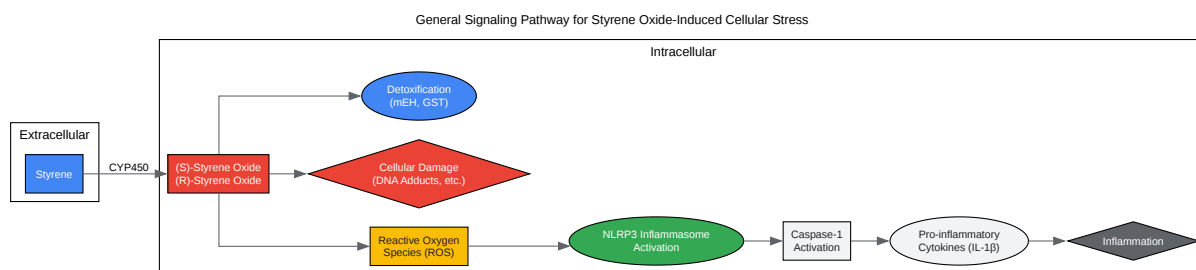 General Signaling Pathway for Styrene Oxide-Induced Cellular Stress
Intracellular
Extracellular
Styrene
CYP450
(S)-Styrene Oxide
(R)-Styrene Oxide
Detoxification
(mEH, GST)
Cellular Damage
(DNA Adducts, etc.)
Reactive Oxygen
Species (ROS)
NLRP3 Inflammasome
Activation
Caspase-1
Activation
Pro-inflammatory
Cytokines (IL-1β)
Inflammation